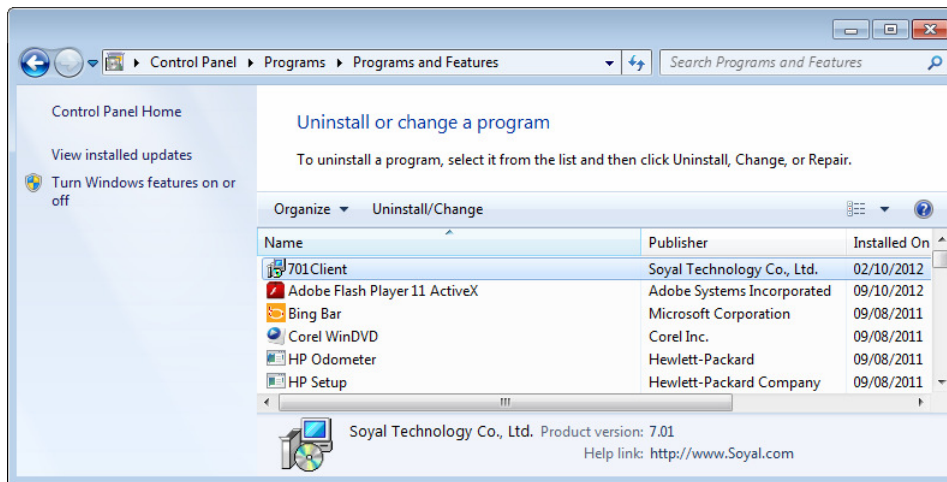 Control Panel Programs Programs and Features Search Programs and Features
Control Panel Home
View installed updates
Turn Windows features on or
off
Uninstall or change a program
To uninstall a program, select it from the list and then click Uninstall, Change, or Repair.
Organize Uninstall/Change
Name Publisher Installed On
701Client Soyal Technology Co., Ltd. 02/10/2012
Adobe Flash Player 11 ActiveX Adobe Systems Incorporated 09/10/2012
Bing Bar Microsoft Corporation 09/08/2011
Corel WinDVD Corel Inc. 09/08/2011
HP Odometer Hewlett-Packard 09/08/2011
HP Setup Hewlett-Packard Company 09/08/2011
Soyal Technology Co., Ltd. Product version: 7.01
Help link: http://www.Soyal.com